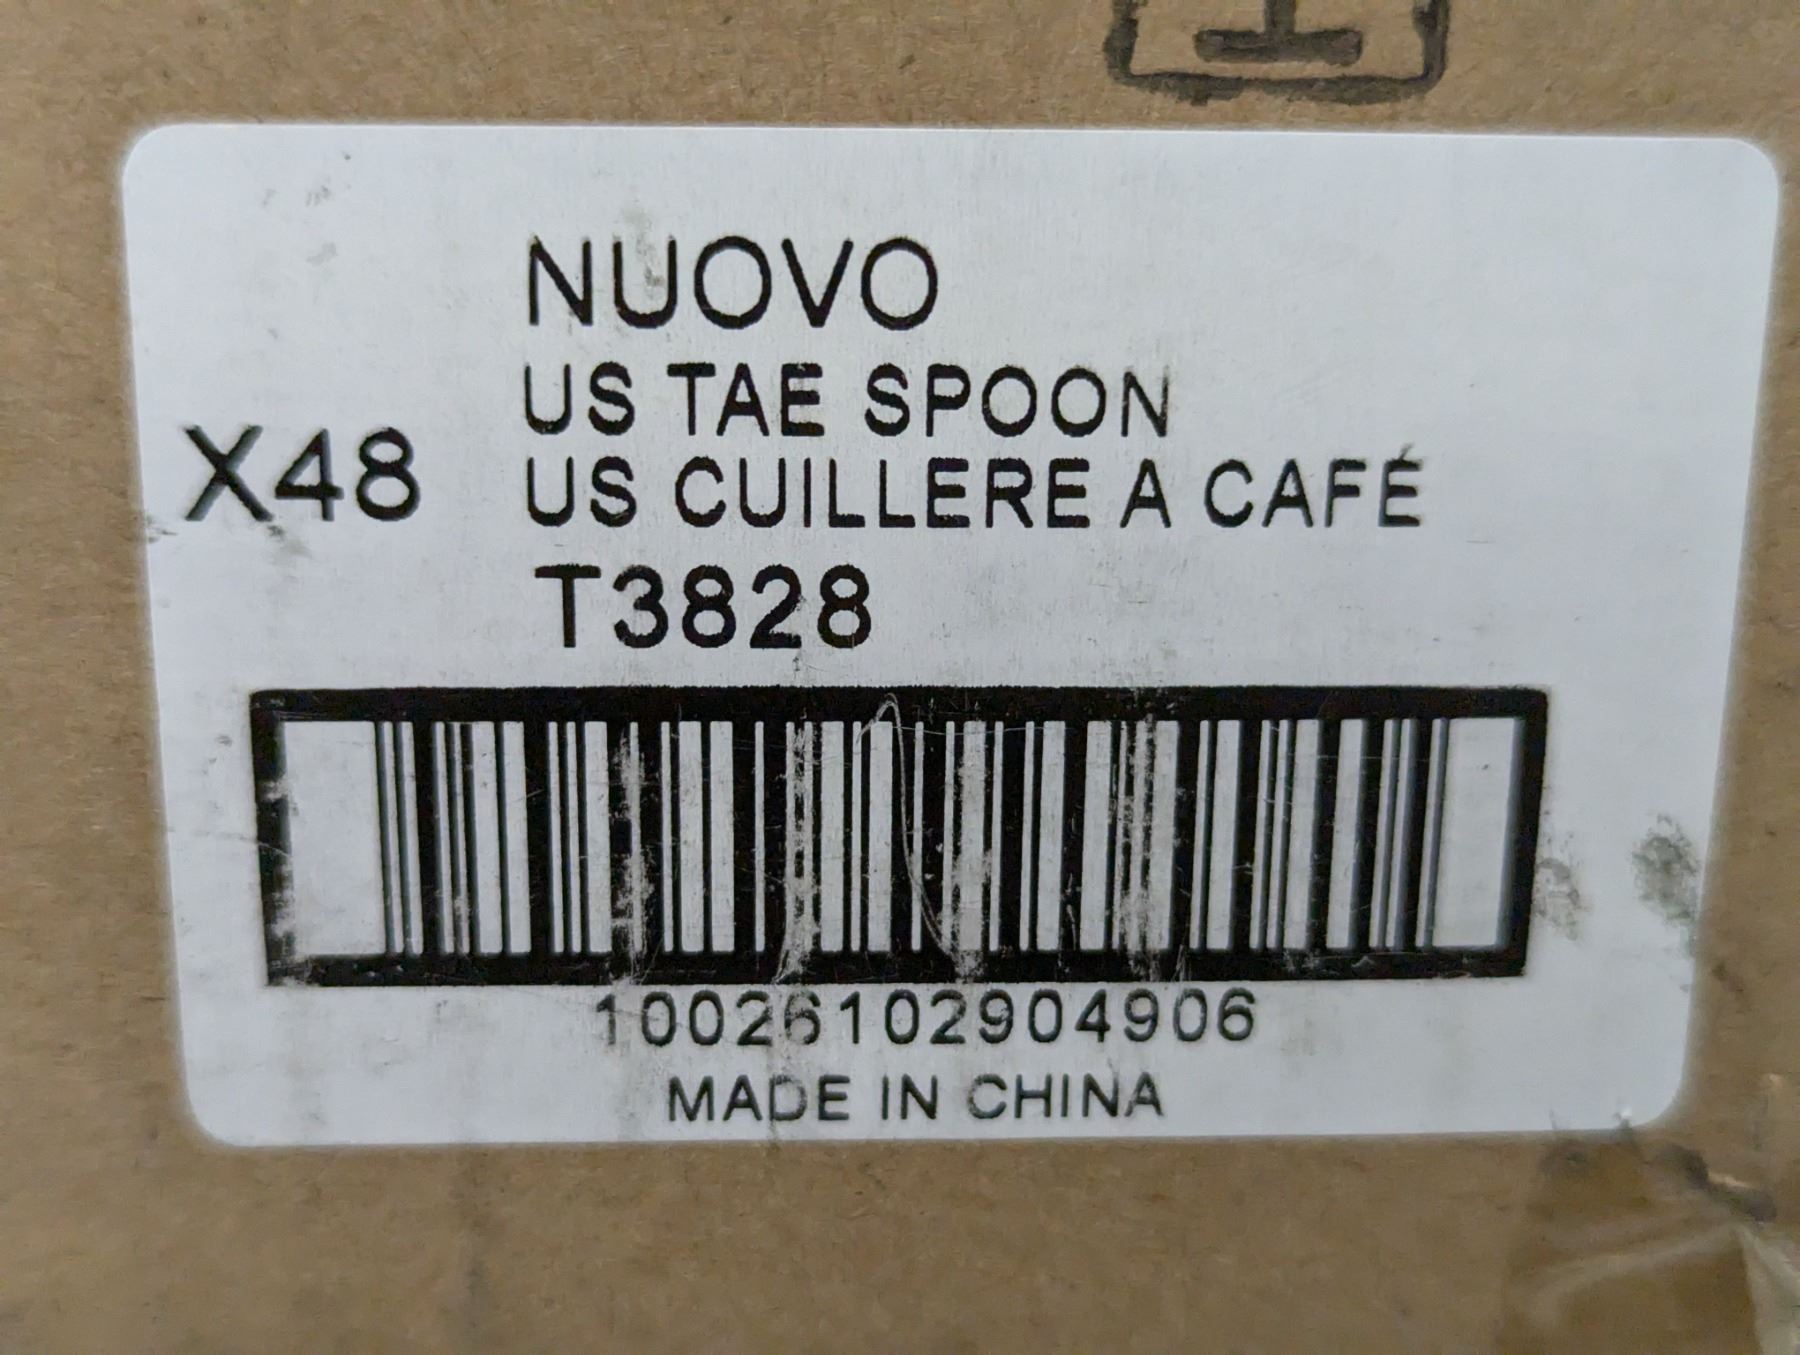 NUOVO
US TAE SPOON
X48
US CUILLERE A CAFÉ
T3828
10026102904906
MADE IN CHINA